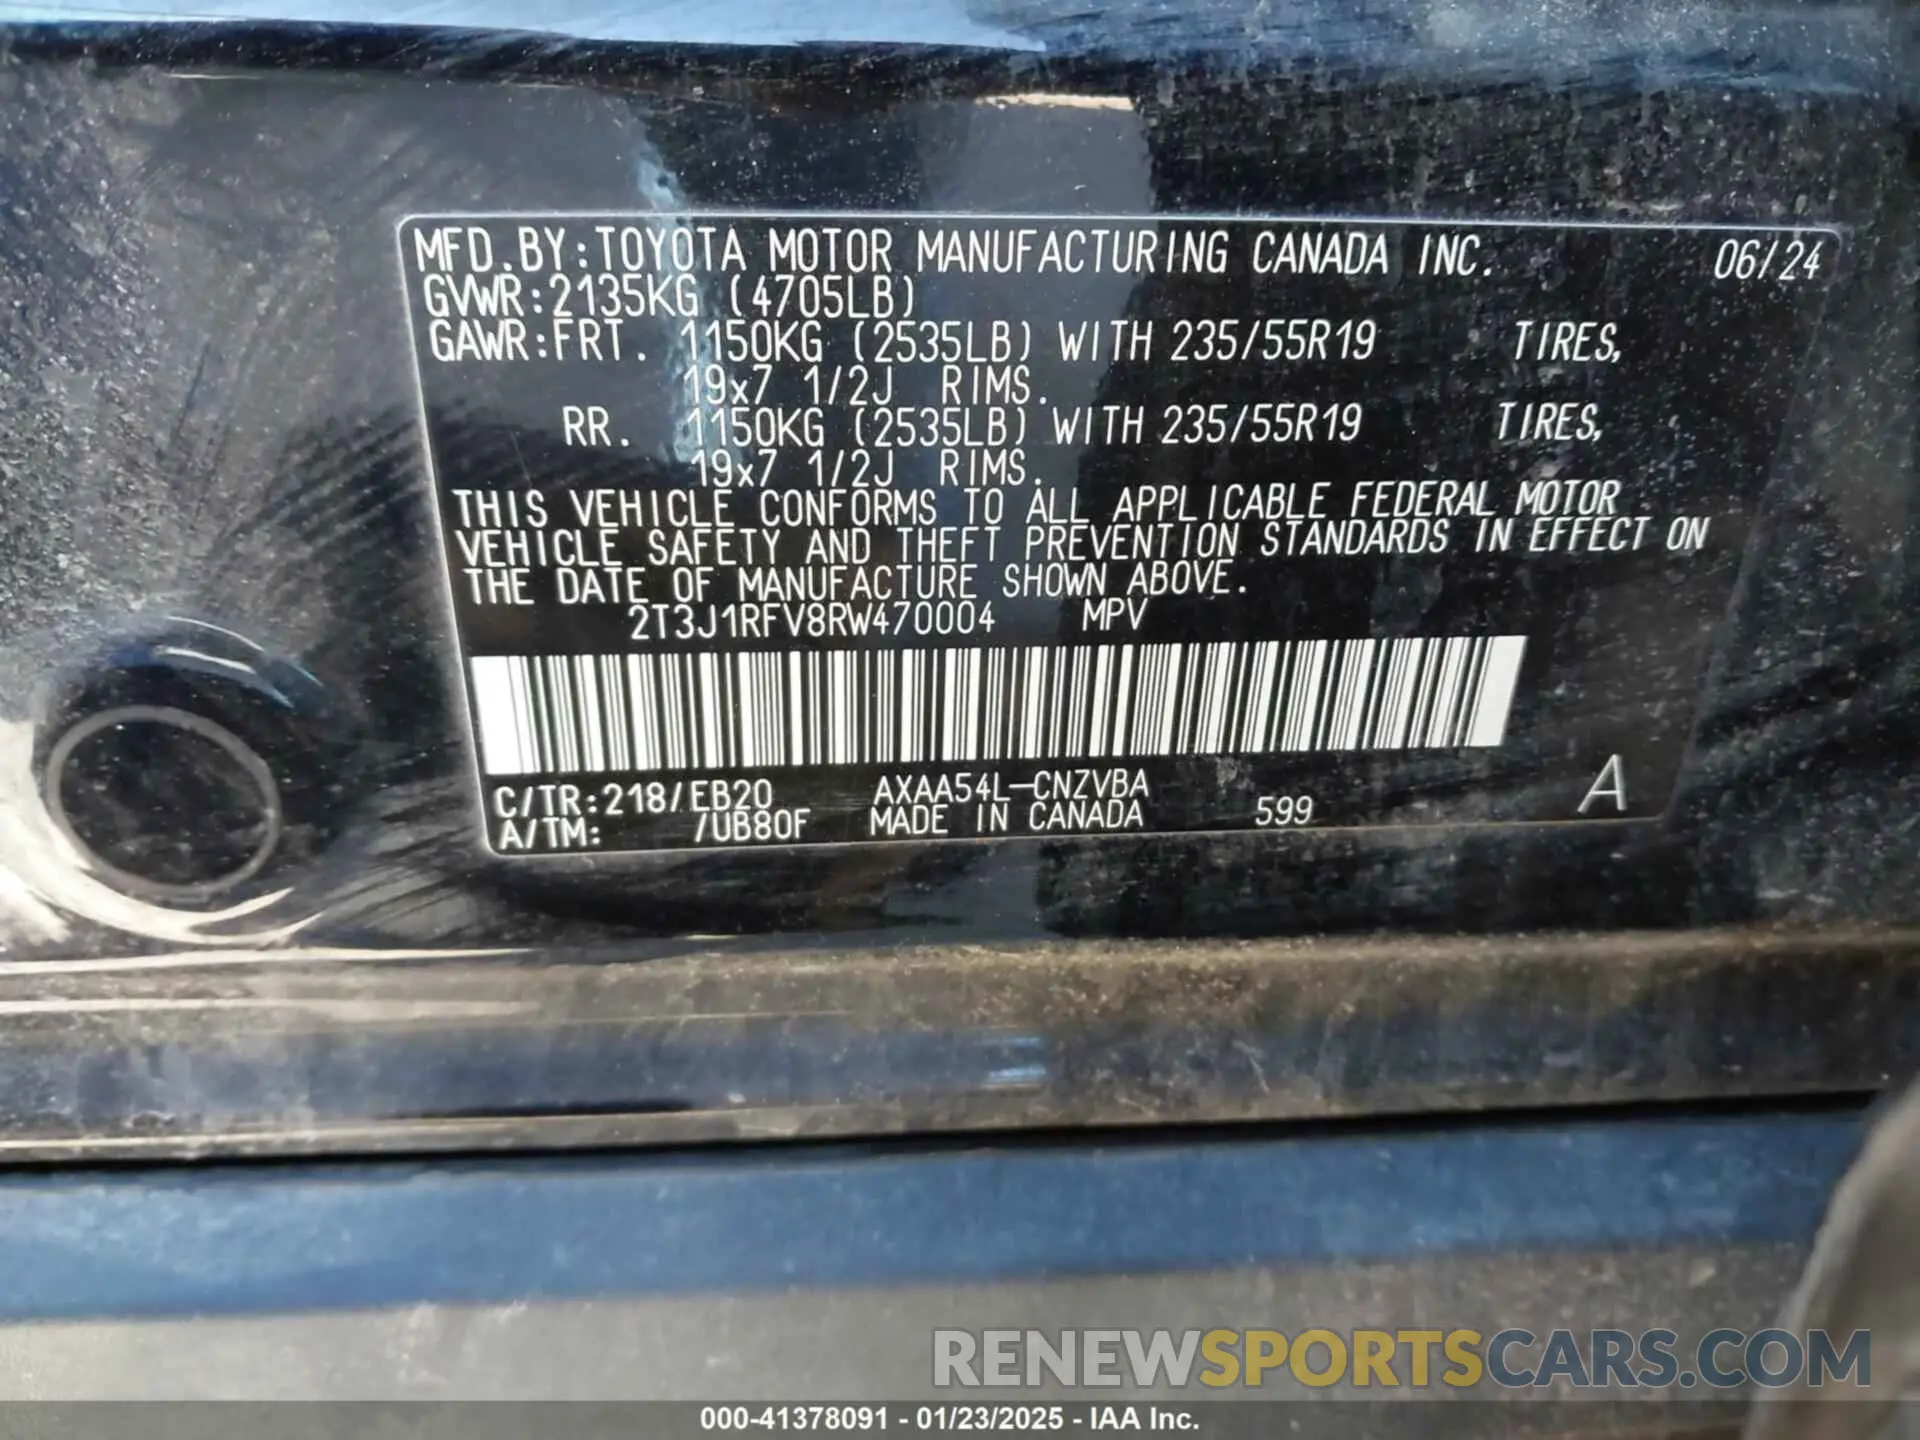 MFD.BY:TOYOTA MOTOR MANUFACTURING CANADA INC. 06/24
GVWR:2135KG (4705LB)
GAWR:FRT. 1150KG (2535LB) WITH 235/55R19 TIRES,
19x7 1/2J RIMS.
RR. 1150KG (2535LB) WITH 235/55R19 TIRES,
19x7 1/2J RIMS.
THIS VEHICLE CONFORMS TO ALL APPLICABLE FEDERAL MOTOR
VEHICLE SAFETY AND THEFT PREVENTION STANDARDS IN EFFECT ON
THE DATE OF MANUFACTURE SHOWN ABOVE.
2T3J1RFV8RW470004 MPV
C/TR:218/EB20 AXAA54L-CNZVBA
A/TM: /UB80F MADE IN CANADA 599 A
RENEWSPORTSCARS.COM
000-41378091 - 01/23/2025 - IAA Inc.